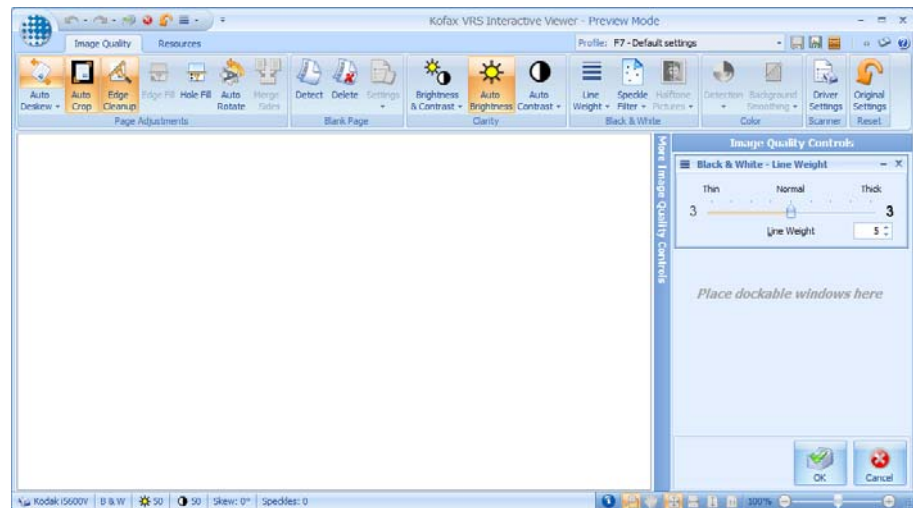 Kofax VRS Interactive Viewer - Preview Mode
Image Quality Resources Profile: F7 - Default settings
Auto Deskew Auto Crop Edge Cleanup Edge Fill Hole Fill Auto Rotate Merge Sides Detect Delete Settings Brightness & Contrast Auto Brightness Auto Contrast Line Weight Speckle Filter Halftone Pictures Detection Background Smoothing Driver Settings Original Settings
Page Adjustments Blank Page Clarity Black & White Color Scanner Reset
More Image Quality Controls
Image Quality Controls
Black & White - Line Weight
Thin Normal Thick
3 3
Line Weight 5
Place dockable windows here
OK Cancel
Kodak i5600V B & W 50 50 Skew: 0° Speckles: 0 100%